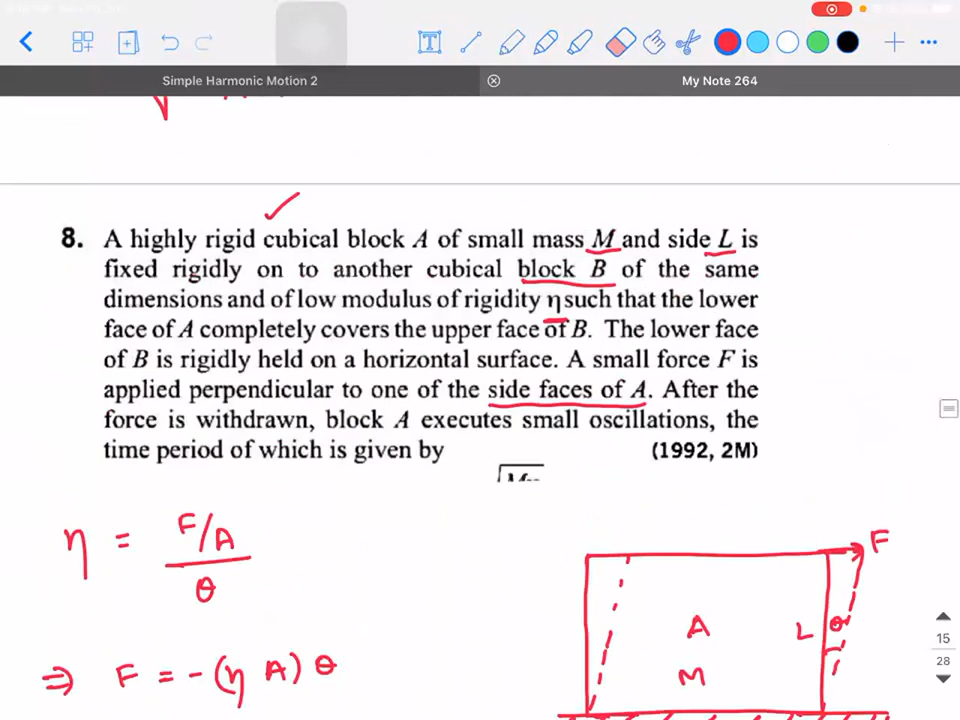 Simple Harmonic Motion 2
My Note 264
8. A highly rigid cubical block A of small mass M and side L is
fixed rigidly on to another cubical block B of the same
dimensions and of low modulus of rigidity η such that the lower
face of A completely covers the upper face of B. The lower face
of B is rigidly held on a horizontal surface. A small force F is
applied perpendicular to one of the side faces of A. After the
force is withdrawn, block A executes small oscillations, the
time period of which is given by (1992, 2M)
η = F/A / θ
⇒ F = -(η A) θ
F
A
L θ
M
15
28